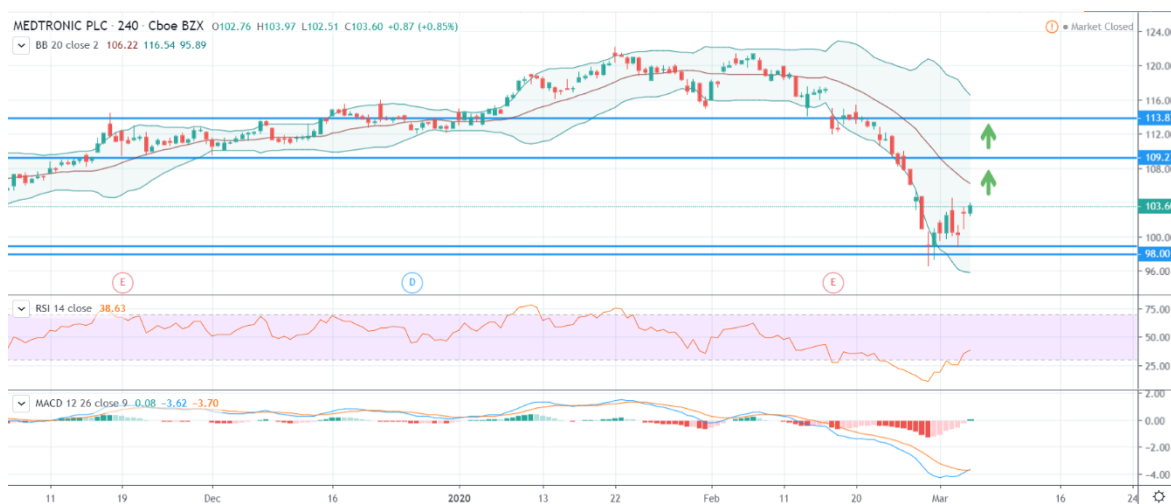 MEDTRONIC PLC · 240 · Cboe BZX O102.76 H103.97 L102.51 C103.60 +0.87 (+0.85%)
Market Closed
BB 20 close 2 106.22 116.54 95.89
124.00
120.00
116.00
113.8
112.00
109.2
108.00
103.60
100.00
98.00
96.00
E
D
E
RSI 14 close 38.63
75.00
50.00
25.00
MACD 12 26 close 9 0.08 −3.62 −3.70
2.00
0.00
−4.00
11 19 Dec 16 2020 13 22 Feb 11 20 Mar 16 24